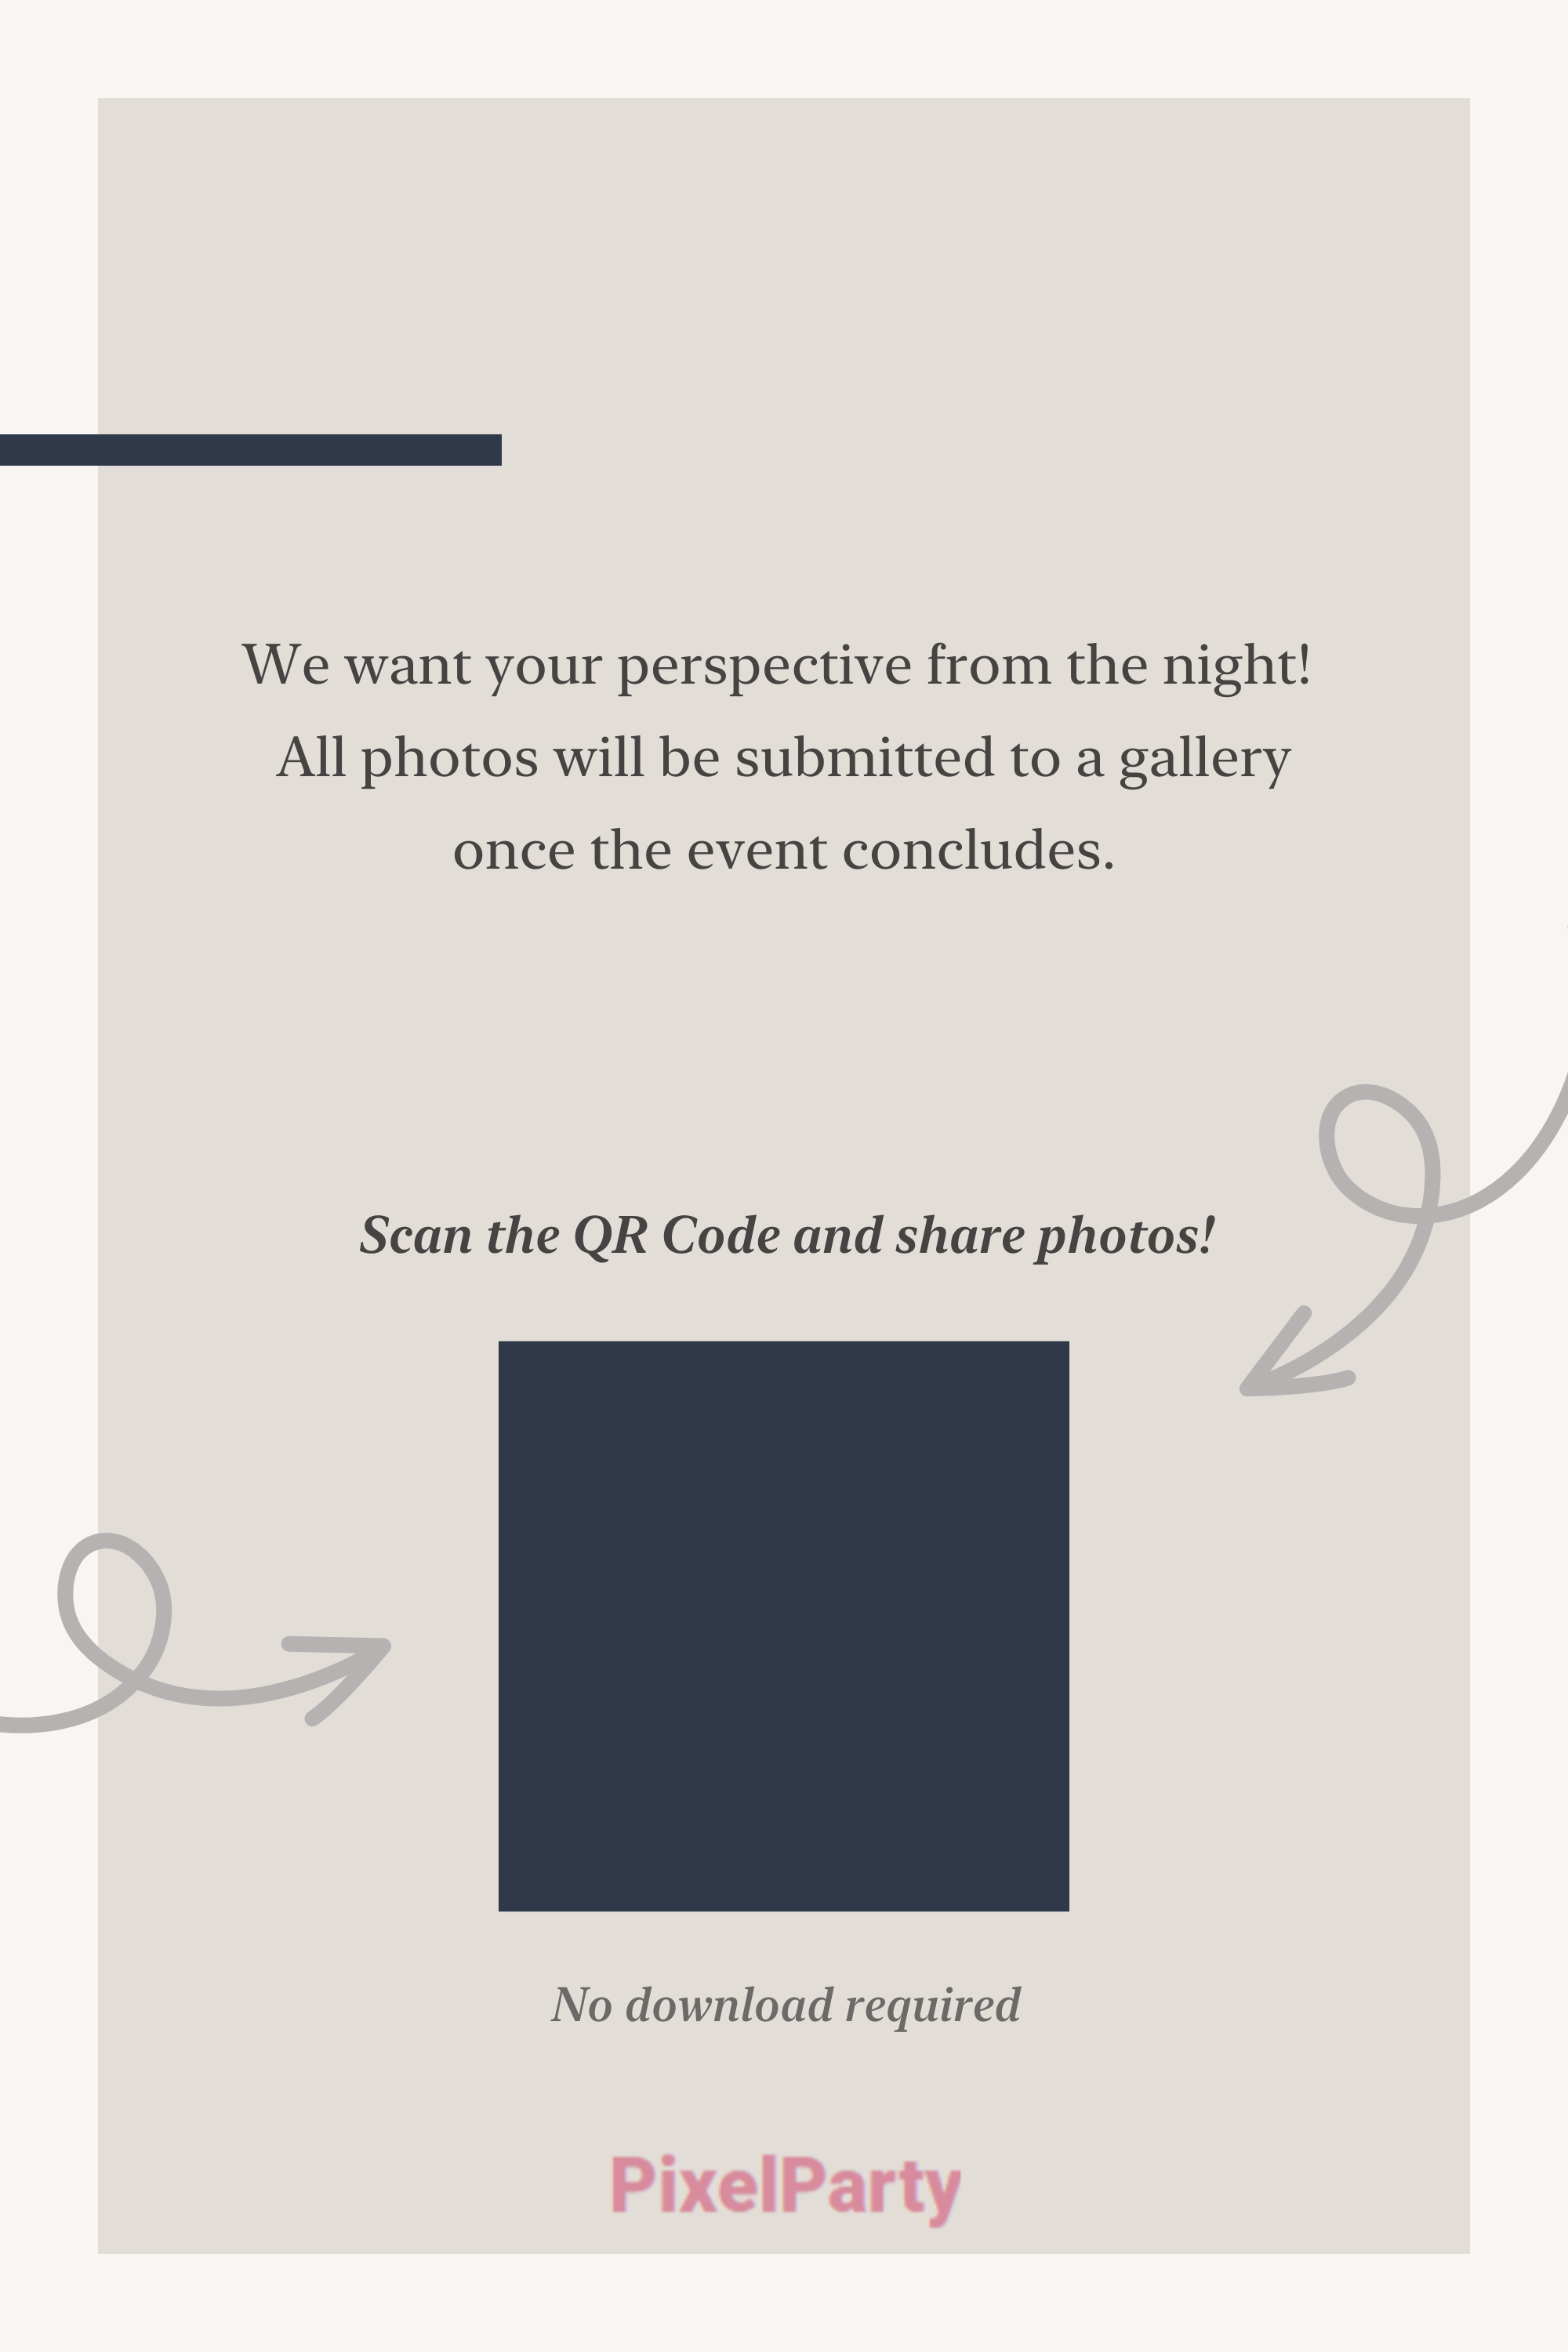 We want your perspective from the night!
All photos will be submitted to a gallery
once the event concludes.
Scan the QR Code and share photos!
No download required
PixelParty